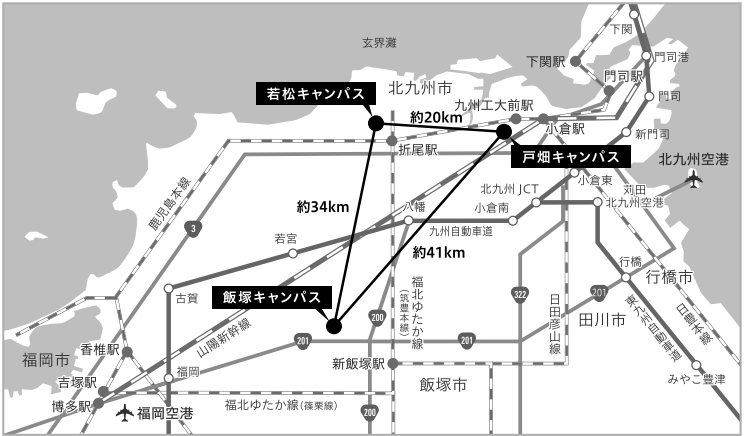 下関
玄界灘
下関駅
門司港
門司駅
北九州市
若松キャンパス
門司
九州工大前駅
約20km
小倉駅
新門司
折尾駅
戸畑キャンパス
北九州空港
小倉東
鹿児島本線
北九州JCT
苅田
北九州空港
約34km
八幡
小倉南
3
九州自動車道
若宮
約41km
行橋
行橋市
古賀
飯塚キャンパス
福北ゆたか線
(筑豊本線)
322
201
日田彦山線
田川市
東九州自動車道
日豊本線
200
山陽新幹線
201
201
香椎駅
福岡市
新飯塚駅
福岡
飯塚市
みやこ豊津
吉塚駅
博多駅
福岡空港
福北ゆたか線(篠栗線)
200